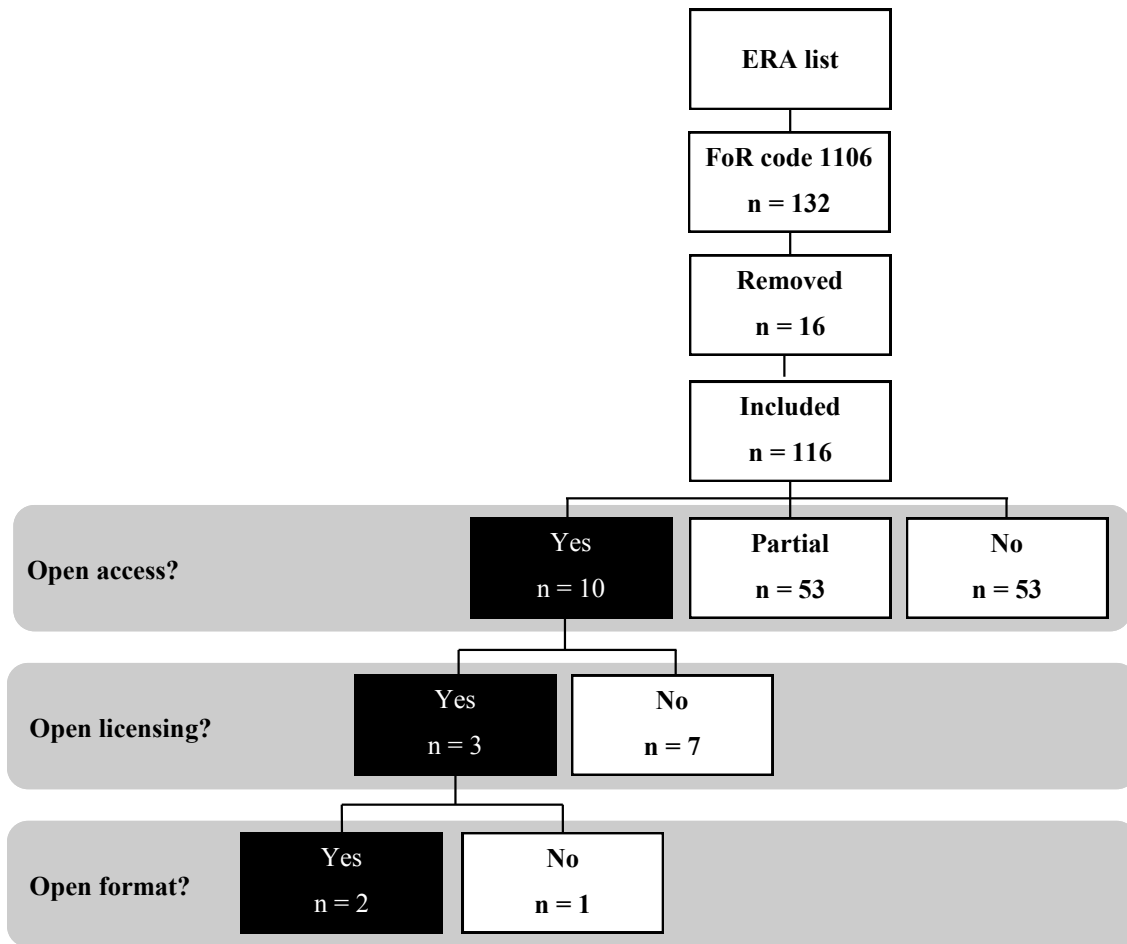 ERA list
FoR code 1106
n = 132
Removed
n = 16
Included
n = 116
Open access?
Yes
n = 10
Partial
n = 53
No
n = 53
Open licensing?
Yes
n = 3
No
n = 7
Open format?
Yes
n = 2
No
n = 1